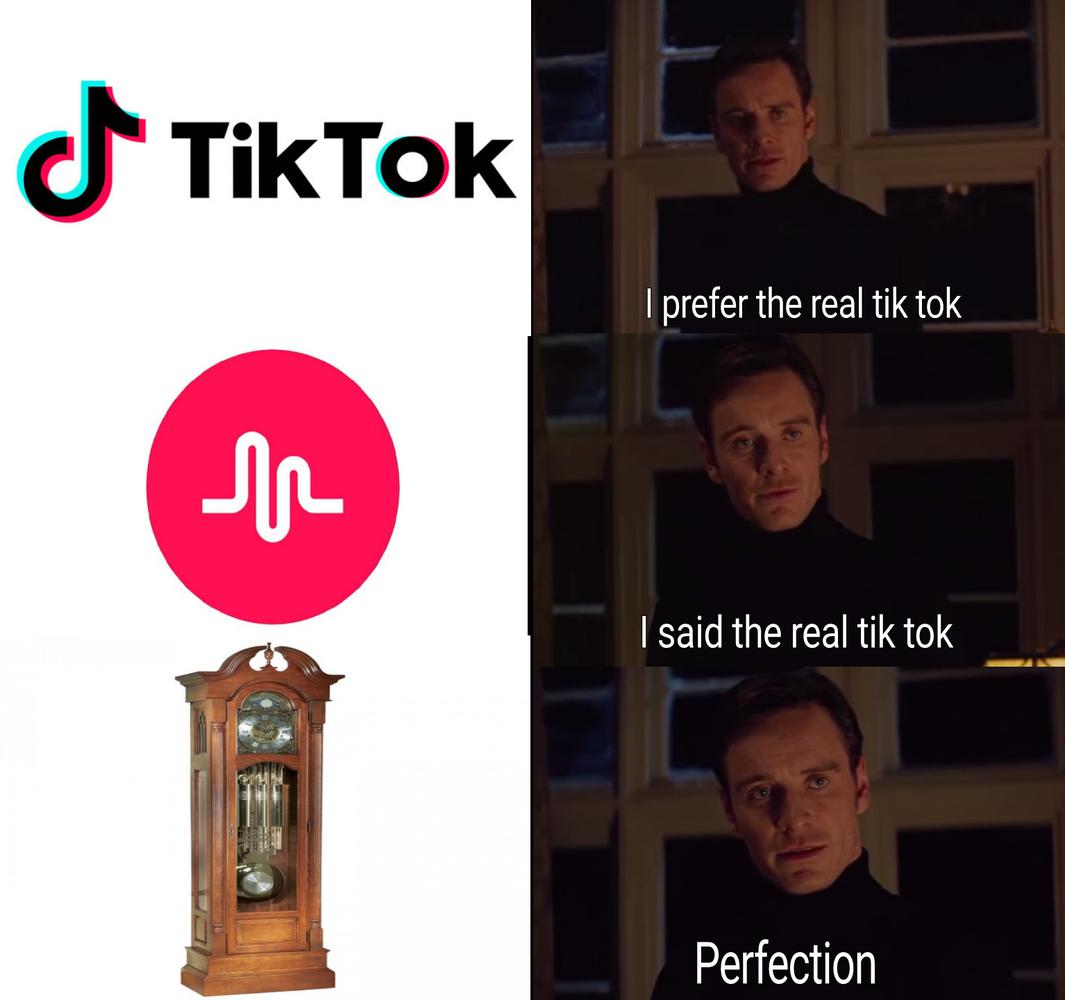 TikTok
I prefer the real tik tok
I said the real tik tok
Perfection